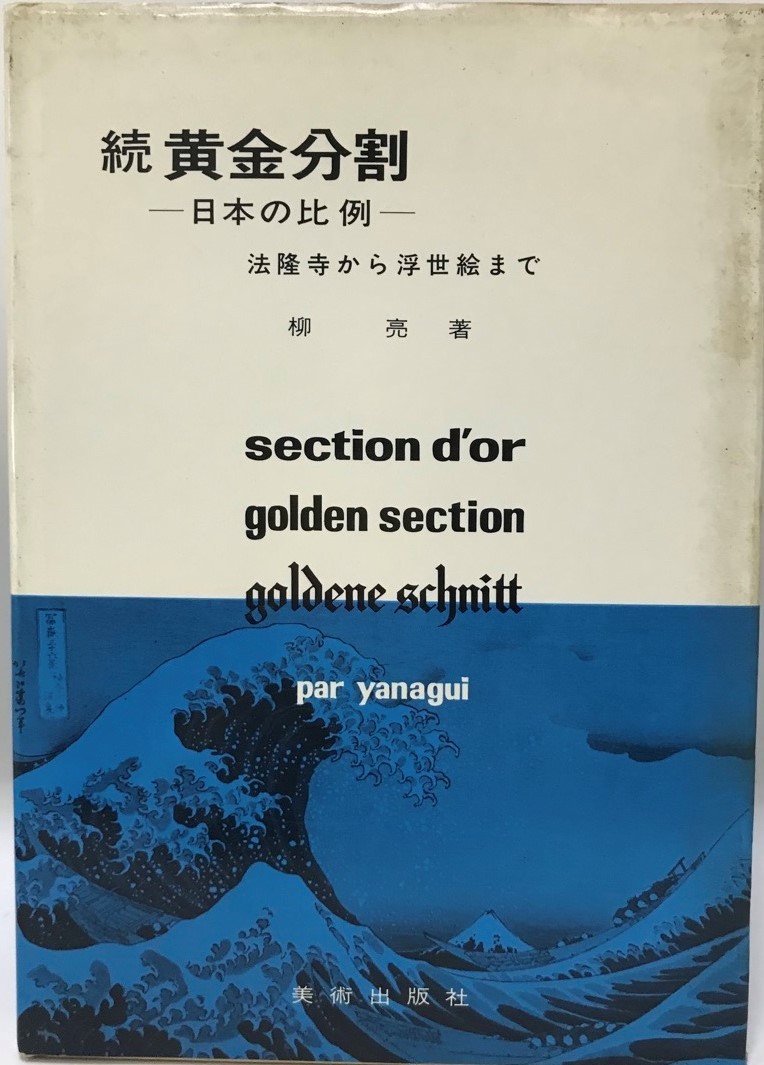 続 黄金分割
—日本の比例—
法隆寺から浮世絵まで
柳 亮 著
section d'or
golden section
goldene schnitt
par yanagui
美術出版社